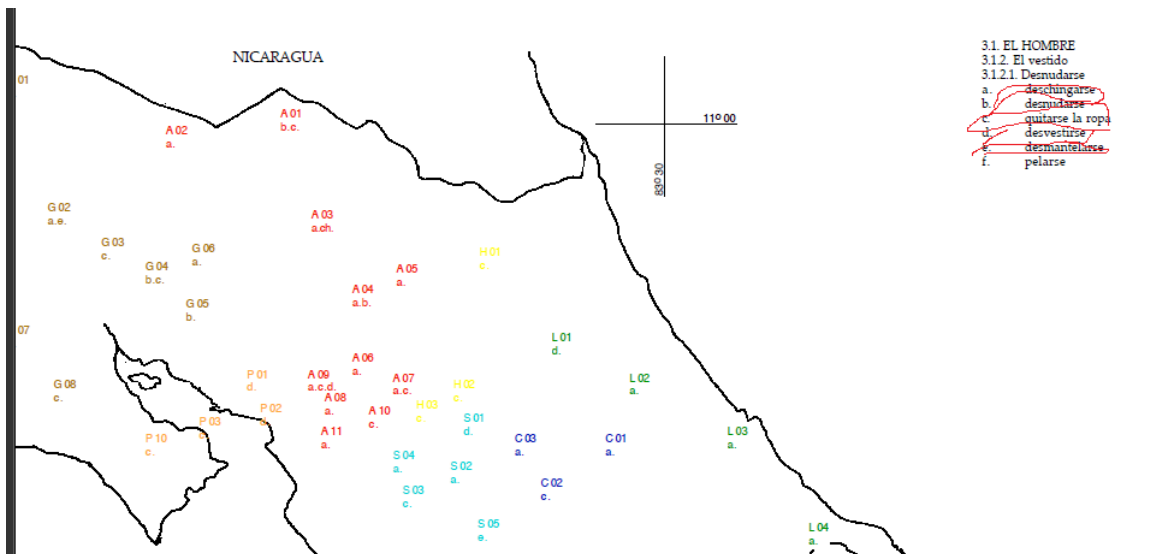 NICARAGUA
3.1. EL HOMBRE
3.1.2. El vestido
3.1.2.1. Desnudarse
a. deschingarse
b. desnudarse
c. quitarse la ropa
d. desvestirse
e. desmantelarse
f. pelarse
11º 00
83º 30
01
A 01
b.c.
A 02
a.
G 02
a.e.
A 03
a.ch.
G 03
c.
G 06
a.
G 04
b.c.
H 01
c.
A 05
a.
A 04
a.b.
G 05
b.
07
L 01
d.
G 08
c.
P 01
d.
A 09
a.c.d.
A 06
a.
A 07
a.c.
H 02
c.
L 02
a.
A 08
a.
P 02
A 10
c.
H 03
c.
P 03
S 01
d.
P 10
c.
A 11
a.
C 03
a.
C 01
a.
L 03
a.
S 04
a.
S 02
a.
S 03
c.
C 02
c.
S 05
e.
L 04
a.